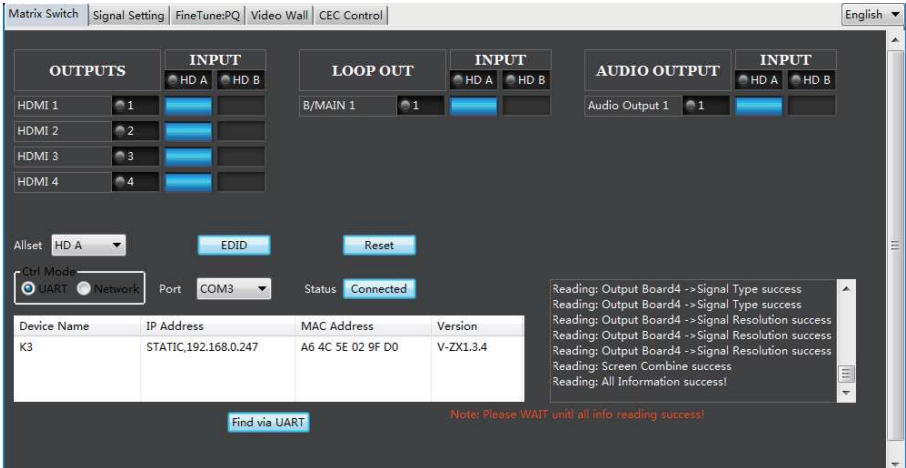 Matrix Switch Signal Setting FineTune:PQ Video Wall CEC Control English
OUTPUTS INPUT
HD A HD B
HDMI 1 1
HDMI 2 2
HDMI 3 3
HDMI 4 4
LOOP OUT INPUT
HD A HD B
B/MAIN 1 1
AUDIO OUTPUT INPUT
HD A HD B
Audio Output 1 1
Allset HD A EDID Reset
Ctrl Mode
UART Network Port COM3 Status Connected
Device Name IP Address MAC Address Version
K3 STATIC,192.168.0.247 A6 4C 5E 02 9F D0 V-ZX1.3.4
Find via UART
Reading: Output Board4 ->Signal Type success
Reading: Output Board4 ->Signal Type success
Reading: Output Board4 ->Signal Resolution success
Reading: Output Board4 ->Signal Resolution success
Reading: Output Board4 ->Signal Resolution success
Reading: Screen Combine success
Reading: All Information success!
Note: Please WAIT unitl all info reading success!